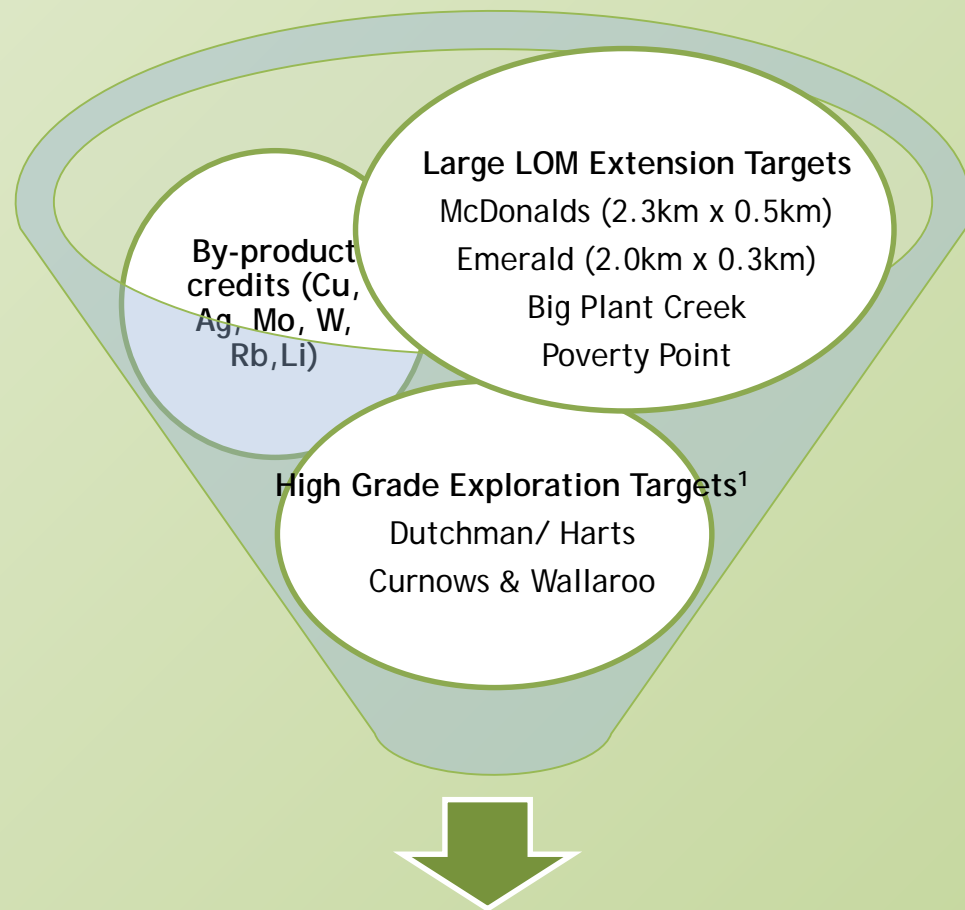 Large LOM Extension Targets
McDonalds (2.3km x 0.5km)
Emerald (2.0km x 0.3km)
Big Plant Creek
Poverty Point
By-product
credits (Cu,
Ag, Mo, W,
Rb,Li)
High Grade Exploration Targets¹
Dutchman/ Harts
Curnows & Wallaroo